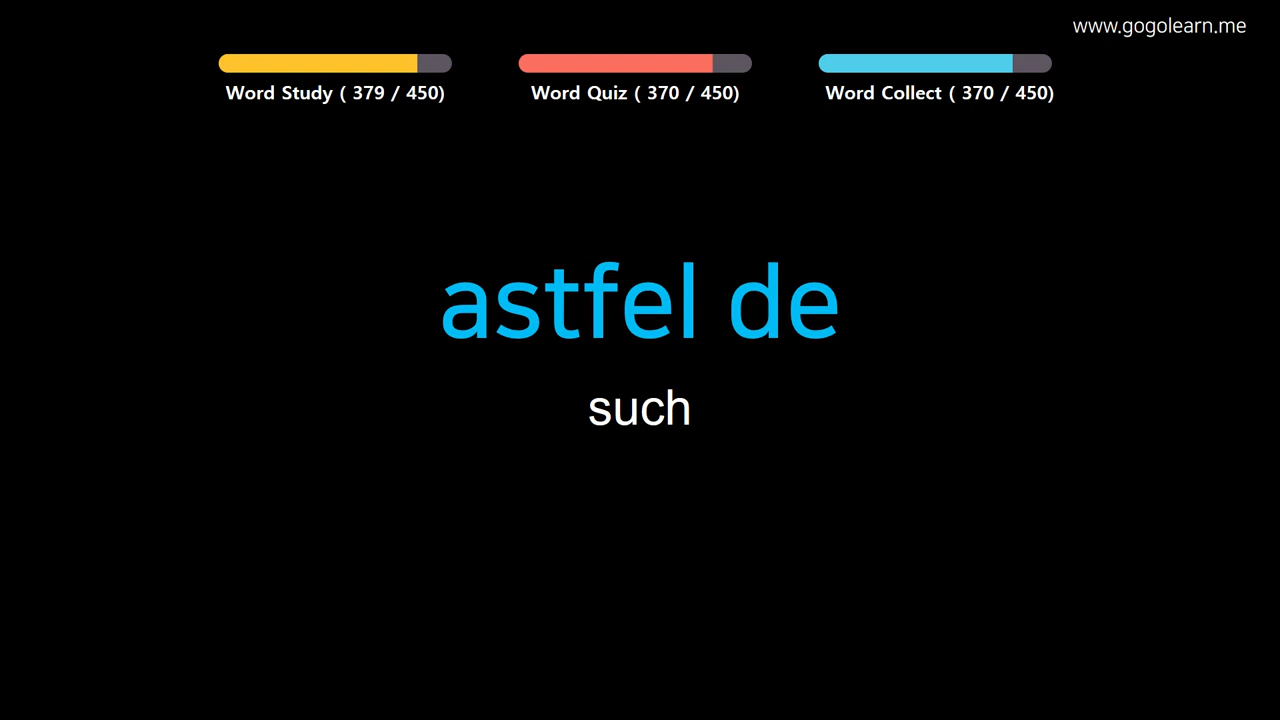 www.gogolearn.me
Word Study ( 379 / 450)
Word Quiz ( 370 / 450)
Word Collect ( 370 / 450)
astfel de
such